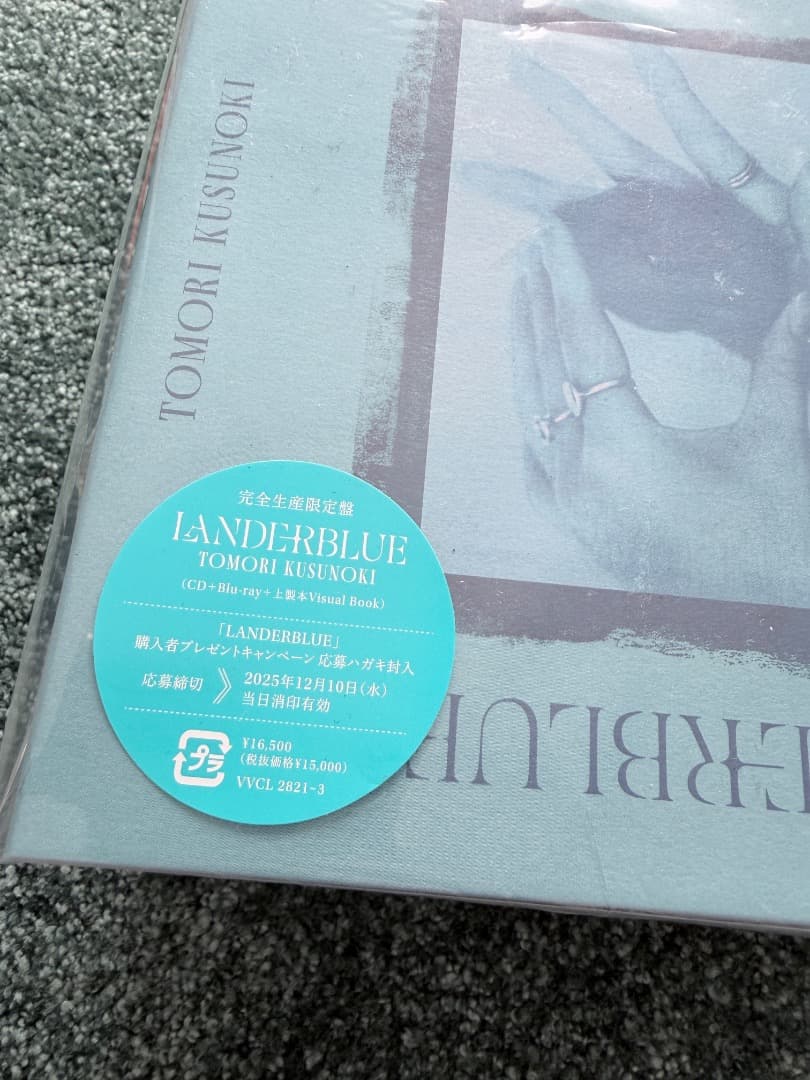 TOMORI KUSUNOKI
完全生産限定盤
LANDERBLUE
TOMORI KUSUNOKI
(CD+Blu-ray+上製本Visual Book)
「LANDERBLUE」
購入者プレゼントキャンペーン 応募ハガキ封入
応募締切 2025年12月10日(水)
当日消印有効
プラ
¥16,500
(税抜価格¥15,000)
VVCL 2821~3
ERBLUE